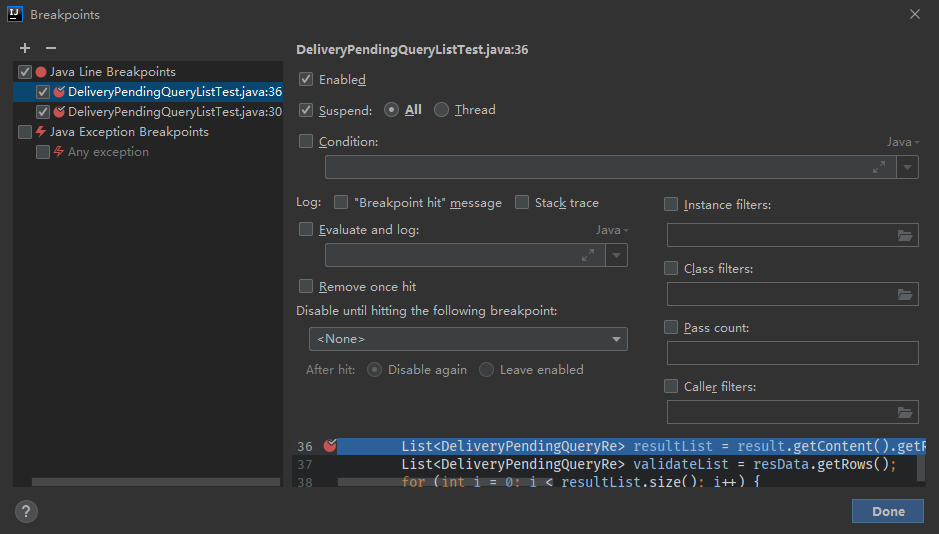 IJ Breakpoints
Java Line Breakpoints
DeliveryPendingQueryListTest.java:36
DeliveryPendingQueryListTest.java:30
Java Exception Breakpoints
Any exception
DeliveryPendingQueryListTest.java:36
Enabled
Suspend: All Thread
Condition: Java
Log: "Breakpoint hit" message Stack trace
Evaluate and log: Java
Remove once hit
Disable until hitting the following breakpoint:
<None>
After hit: Disable again Leave enabled
Instance filters:
Class filters:
Pass count:
Caller filters:
36 List<DeliveryPendingQueryRe> resultList = result.getContent().getR
37 List<DeliveryPendingQueryRe> validateList = resData.getRows();
38 for (int i = 0; i < resultList.size(); i++) {
? Done